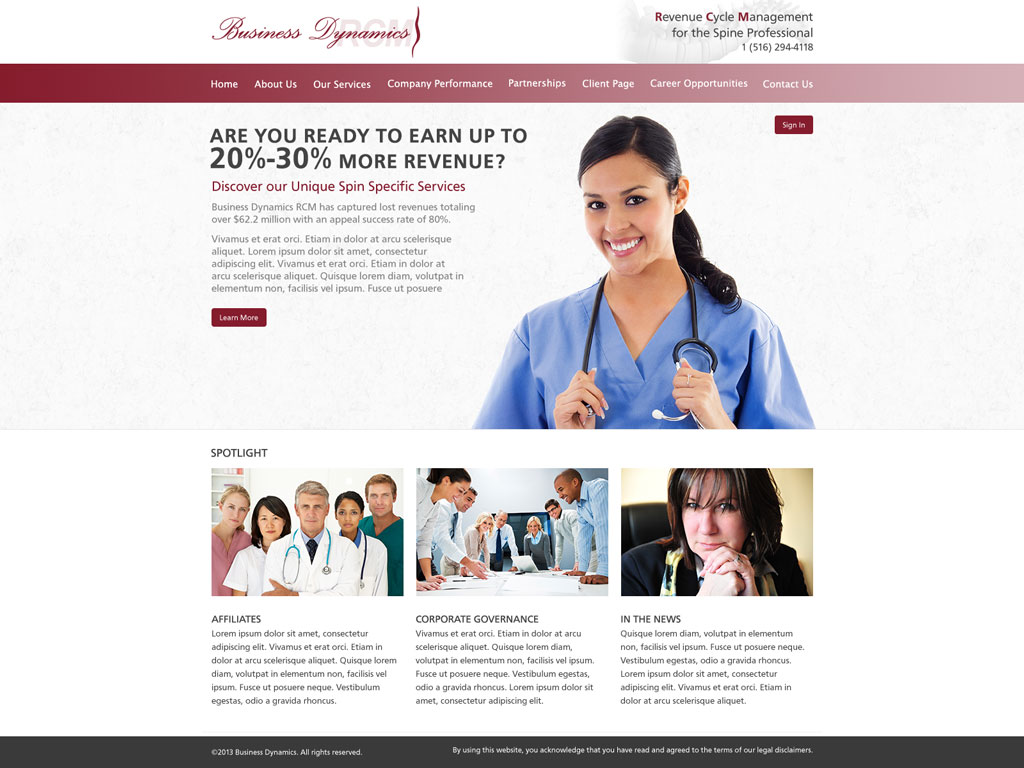 Business Dynamics
RCM
Revenue Cycle Management
for the Spine Professional
1 (516) 294-4118
Home About Us Our Services Company Performance Partnerships Client Page Career Opportunities Contact Us
Sign In
ARE YOU READY TO EARN UP TO
20%-30% MORE REVENUE?
Discover our Unique Spin Specific Services
Business Dynamics RCM has captured lost revenues totaling
over $62.2 million with an appeal success rate of 80%.
Vivamus et erat orci. Etiam in dolor at arcu scelerisque
aliquet. Lorem ipsum dolor sit amet, consectetur
adipiscing elit. Vivamus et erat orci. Etiam in dolor at
arcu scelerisque aliquet. Quisque lorem diam, volutpat in
elementum non, facilisis vel ipsum. Fusce ut posuere
Learn More
SPOTLIGHT
AFFILIATES
Lorem ipsum dolor sit amet, consectetur
adipiscing elit. Vivamus et erat orci. Etiam in
dolor at arcu scelerisque aliquet. Quisque lorem
diam, volutpat in elementum non, facilisis vel
ipsum. Fusce ut posuere neque. Vestibulum
egestas, odio a gravida rhoncus.
CORPORATE GOVERNANCE
Vivamus et erat orci. Etiam in dolor at arcu
scelerisque aliquet. Quisque lorem diam,
volutpat in elementum non, facilisis vel ipsum.
Fusce ut posuere neque. Vestibulum egestas,
odio a gravida rhoncus. Lorem ipsum dolor sit
amet, consectetur adipiscing elit.
IN THE NEWS
Quisque lorem diam, volutpat in elementum
non, facilisis vel ipsum. Fusce ut posuere neque.
Vestibulum egestas, odio a gravida rhoncus.
Lorem ipsum dolor sit amet, consectetur
adipiscing elit. Vivamus et erat orci. Etiam in
dolor at arcu scelerisque aliquet.
©2013 Business Dynamics. All rights reserved.
By using this website, you acknowledge that you have read and agreed to the terms of our legal disclaimers.